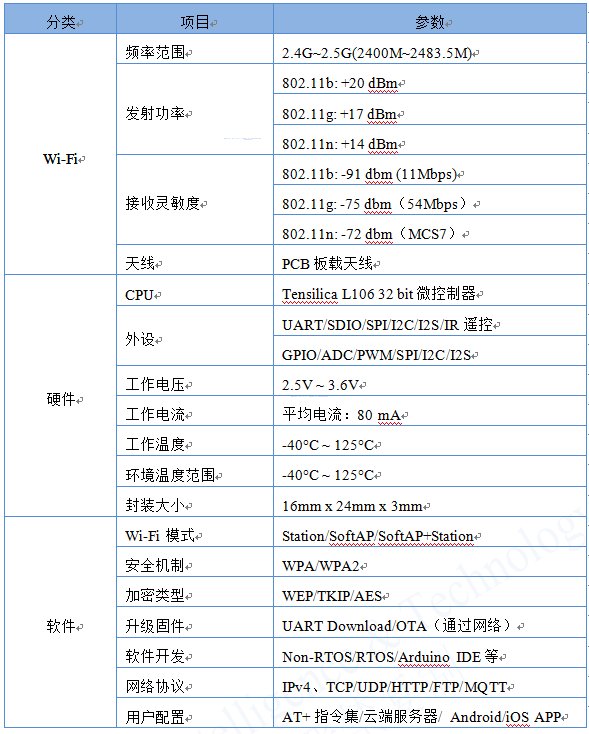 分类 项目 参数
Wi-Fi 频率范围 2.4G~2.5G(2400M~2483.5M)
发射功率 802.11b: +20 dBm
802.11g: +17 dBm
802.11n: +14 dBm
接收灵敏度 802.11b: -91 dbm (11Mbps)
802.11g: -75 dbm（54Mbps）
802.11n: -72 dbm（MCS7）
天线 PCB 板载天线
硬件 CPU Tensilica L106 32 bit 微控制器
外设 UART/SDIO/SPI/I2C/I2S/IR 遥控
GPIO/ADC/PWM/SPI/I2C/I2S
工作电压 2.5V ~ 3.6V
工作电流 平均电流：80 mA
工作温度 -40°C ~ 125°C
环境温度范围 -40°C ~ 125°C
封装大小 16mm x 24mm x 3mm
软件 Wi-Fi 模式 Station/SoftAP/SoftAP+Station
安全机制 WPA/WPA2
加密类型 WEP/TKIP/AES
升级固件 UART Download/OTA（通过网络）
软件开发 Non-RTOS/RTOS/Arduino IDE 等
网络协议 IPv4、TCP/UDP/HTTP/FTP/MQTT
用户配置 AT+ 指令集/云端服务器/ Android/iOS APP
Technology